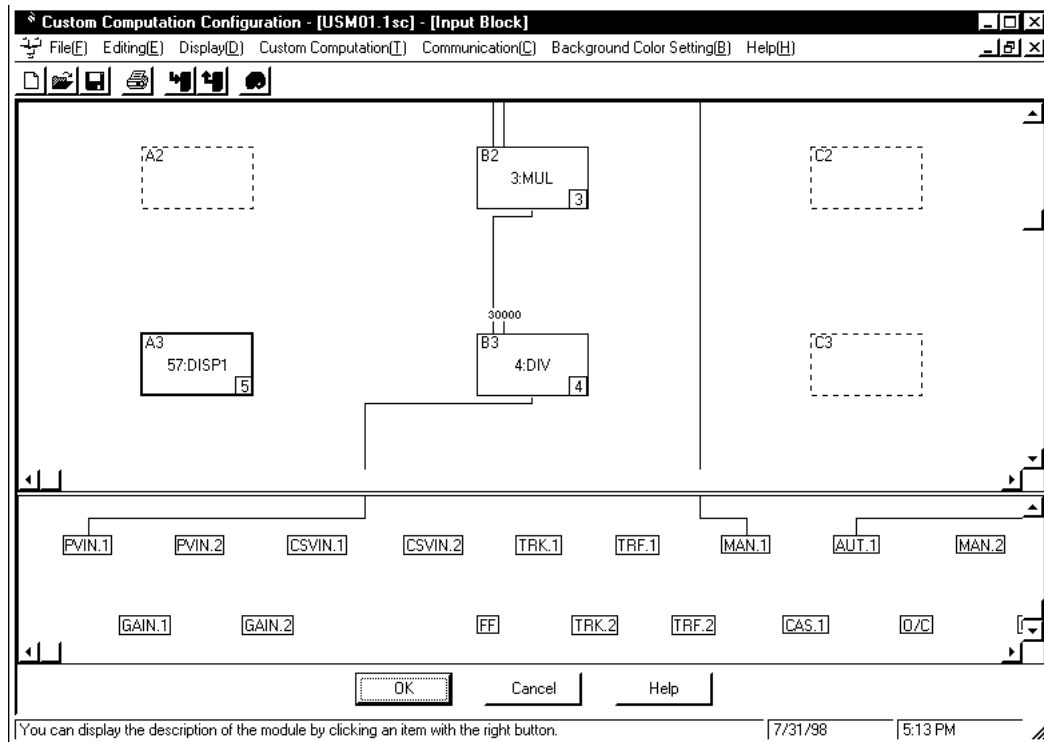 Custom Computation Configuration - [USM01.1sc] - [Input Block]
File(F) Editing(E) Display(D) Custom Computation(T) Communication(C) Background Color Setting(B) Help(H)
A2 B2 C2
3:MUL
3
30000
A3 B3 C3
57:DISP1 4:DIV
5 4
PVIN.1 PVIN.2 CSVIN.1 CSVIN.2 TRK.1 TRF.1 MAN.1 AUT.1 MAN.2
GAIN.1 GAIN.2 FF TRK.2 TRF.2 CAS.1 O/C
OK Cancel Help
You can display the description of the module by clicking an item with the right button. 7/31/98 5:13 PM